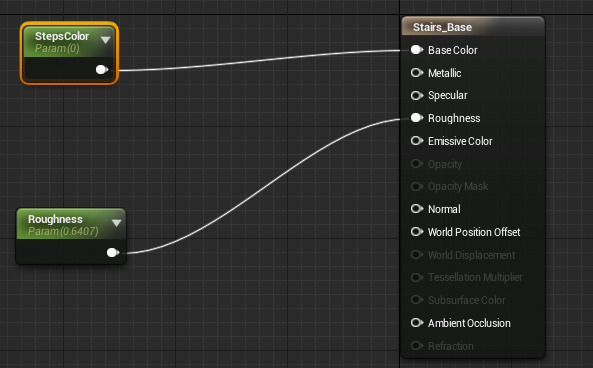 StepsColor
Param(0)
Roughness
Param(0.6407)
Stairs_Base
Base Color
Metallic
Specular
Roughness
Emissive Color
Opacity
Opacity Mask
Normal
World Position Offset
World Displacement
Tessellation Multiplier
Subsurface Color
Ambient Occlusion
Refraction